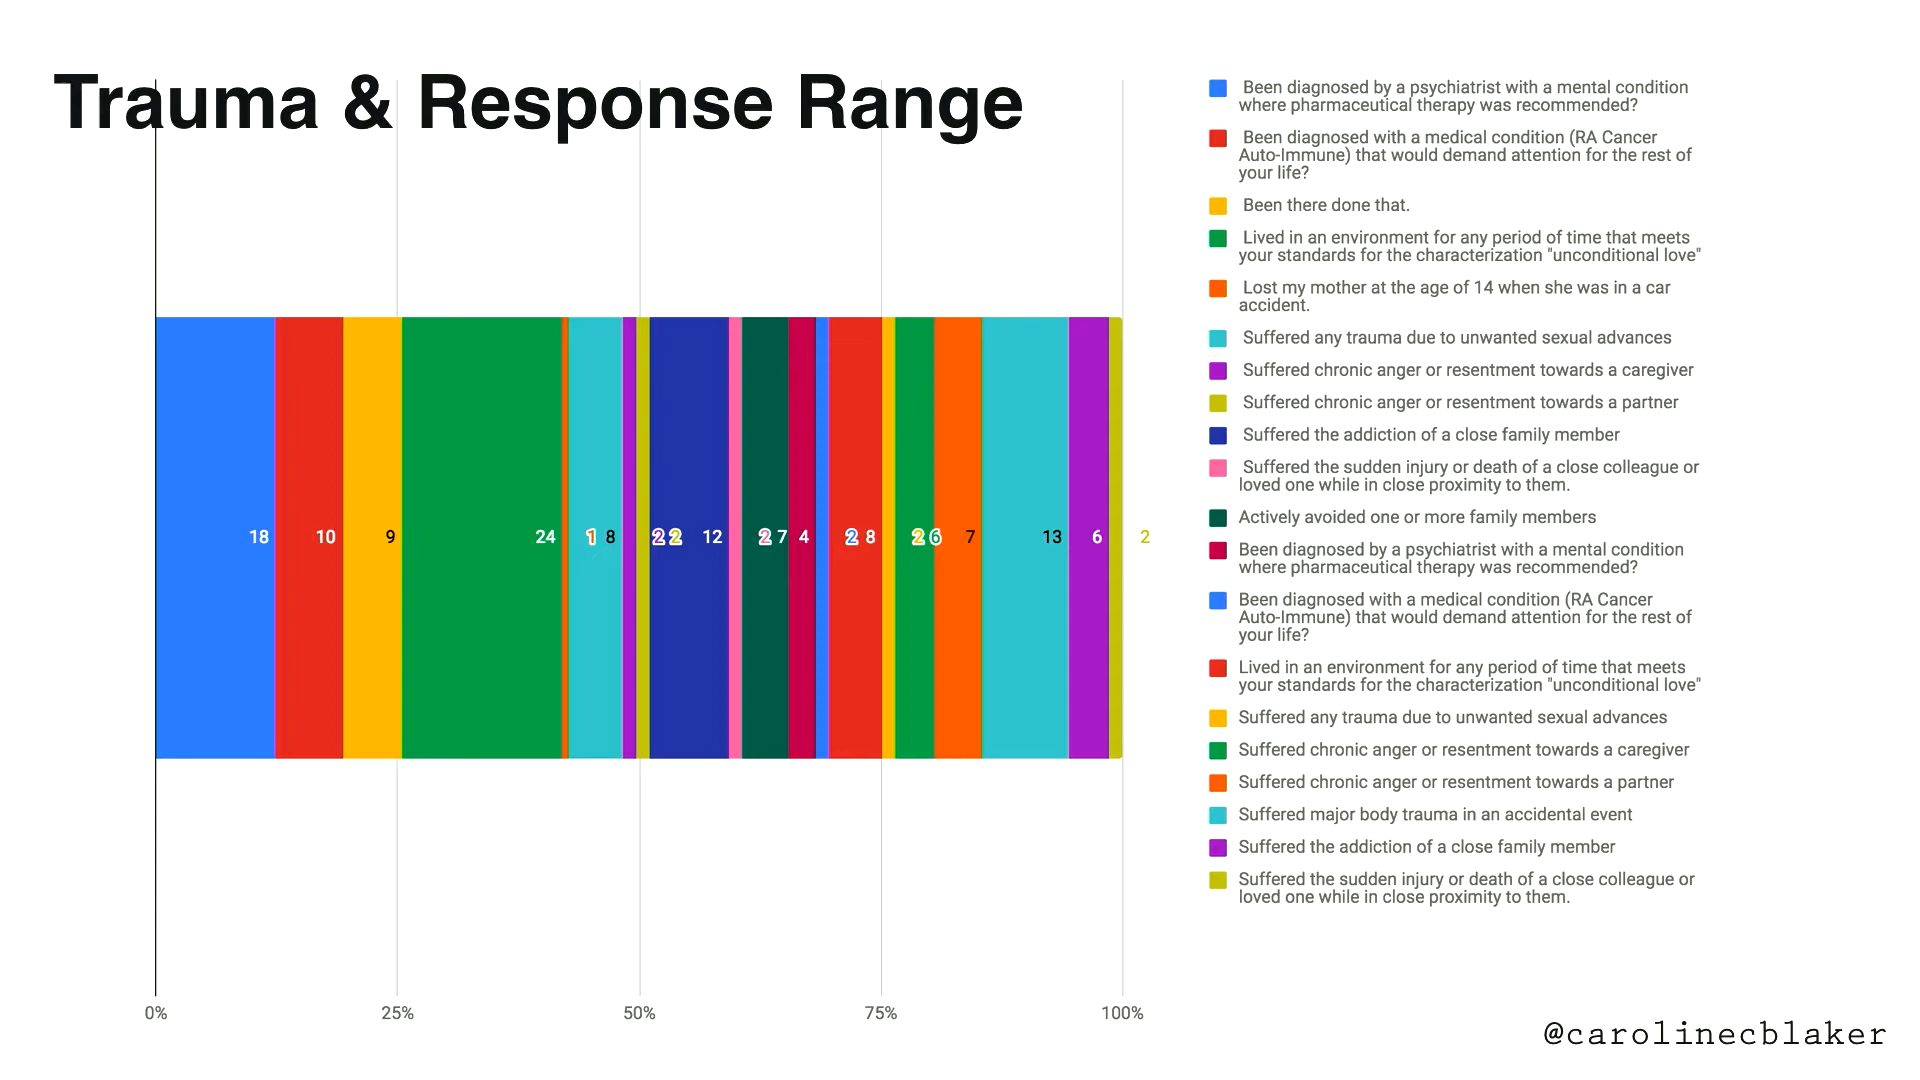 Trauma & Response Range
Been diagnosed by a psychiatrist with a mental condition
where pharmaceutical therapy was recommended?
Been diagnosed with a medical condition (RA Cancer
Auto-Immune) that would demand attention for the rest of
your life?
Been there done that.
Lived in an environment for any period of time that meets
your standards for the characterization "unconditional love"
Lost my mother at the age of 14 when she was in a car
accident.
Suffered any trauma due to unwanted sexual advances
Suffered chronic anger or resentment towards a caregiver
Suffered chronic anger or resentment towards a partner
Suffered the addiction of a close family member
Suffered the sudden injury or death of a close colleague or
loved one while in close proximity to them.
Actively avoided one or more family members
Been diagnosed by a psychiatrist with a mental condition
where pharmaceutical therapy was recommended?
Been diagnosed with a medical condition (RA Cancer
Auto-Immune) that would demand attention for the rest of
your life?
Lived in an environment for any period of time that meets
your standards for the characterization "unconditional love"
Suffered any trauma due to unwanted sexual advances
Suffered chronic anger or resentment towards a caregiver
Suffered chronic anger or resentment towards a partner
Suffered major body trauma in an accidental event
Suffered the addiction of a close family member
Suffered the sudden injury or death of a close colleague or
loved one while in close proximity to them.
18 10 9 24 1 8 2 2 12 2 7 4 2 8 2 6 7 13 6 2
0% 25% 50% 75% 100%
@carolinecblaker